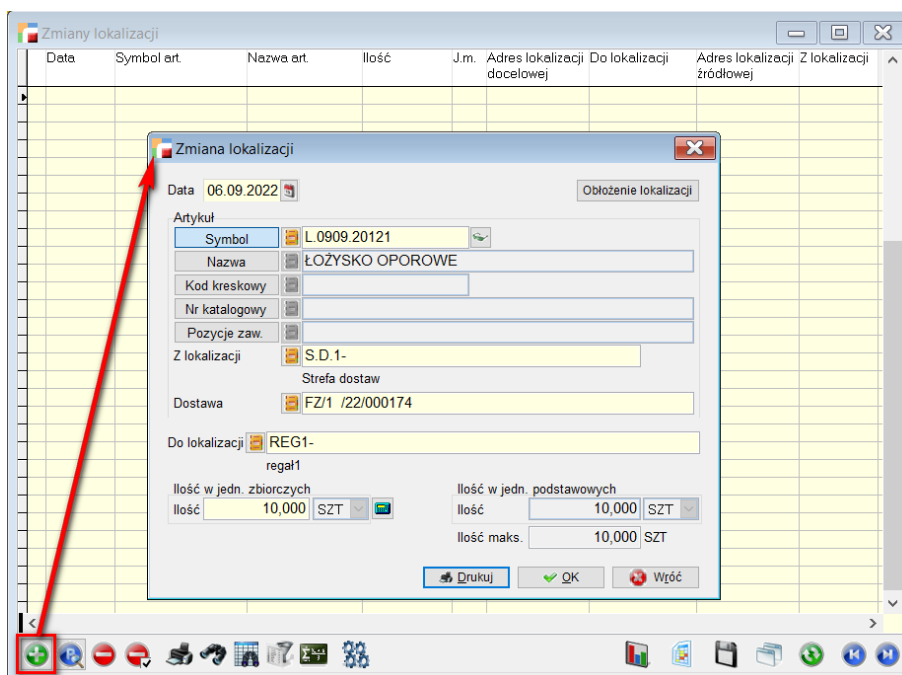 Zmiany lokalizacji
Data Symbol art. Nazwa art. Ilość J.m. Adres lokalizacji docelowej Do lokalizacji Adres lokalizacji źródłowej Z lokalizacji
Zmiana lokalizacji
Data 06.09.2022 Obłożenie lokalizacji
Artykuł
Symbol L.0909.20121
Nazwa ŁOŻYSKO OPOROWE
Kod kreskowy
Nr katalogowy
Pozycje zaw.
Z lokalizacji S.D.1-
Strefa dostaw
Dostawa FZ/1 /22/000174
Do lokalizacji REG1-
regał1
Ilość w jedn. zbiorczych Ilość w jedn. podstawowych
Ilość 10,000 SZT Ilość 10,000 SZT
Ilość maks. 10,000 SZT
Drukuj OK Wróć